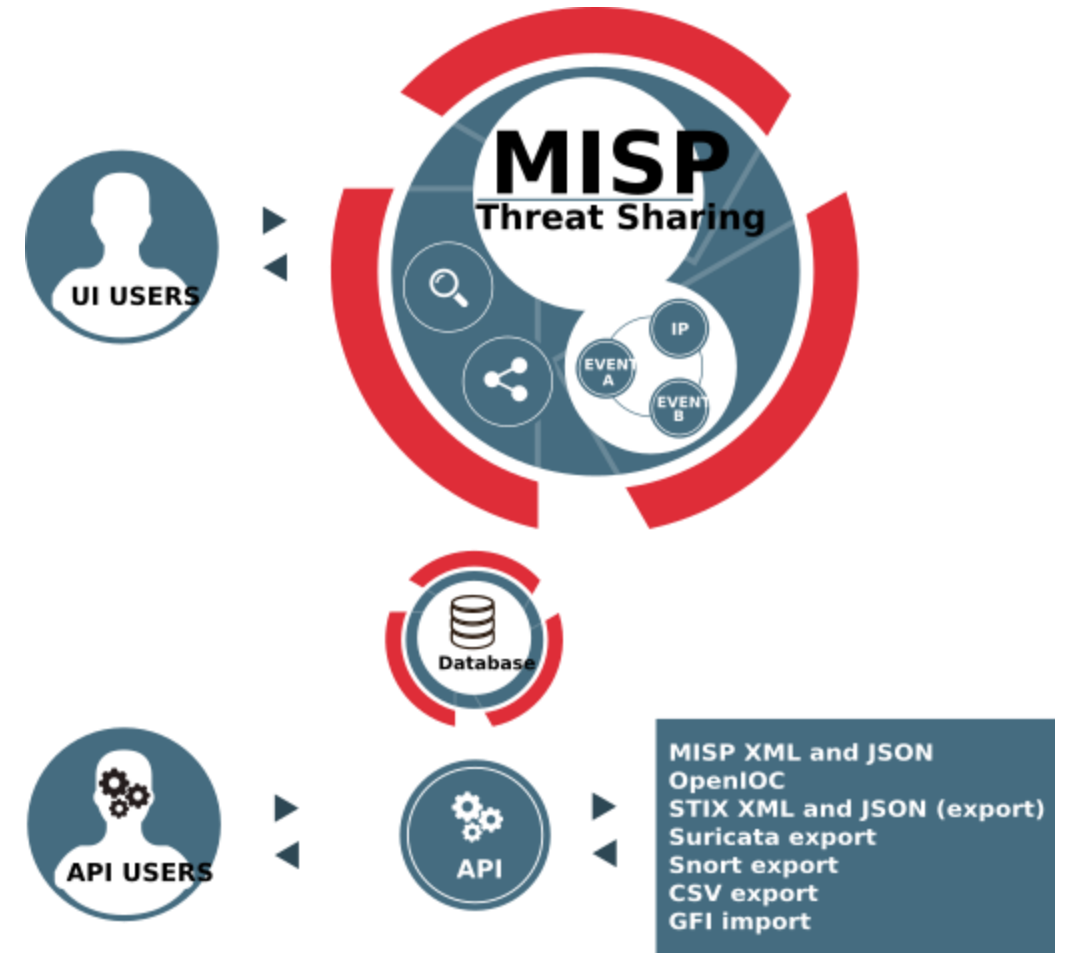 MISP
Threat Sharing
UI USERS
IP
EVENT
A
EVENT
B
Database
API USERS
API
MISP XML and JSON
OpenIOC
STIX XML and JSON (export)
Suricata export
Snort export
CSV export
GFI import